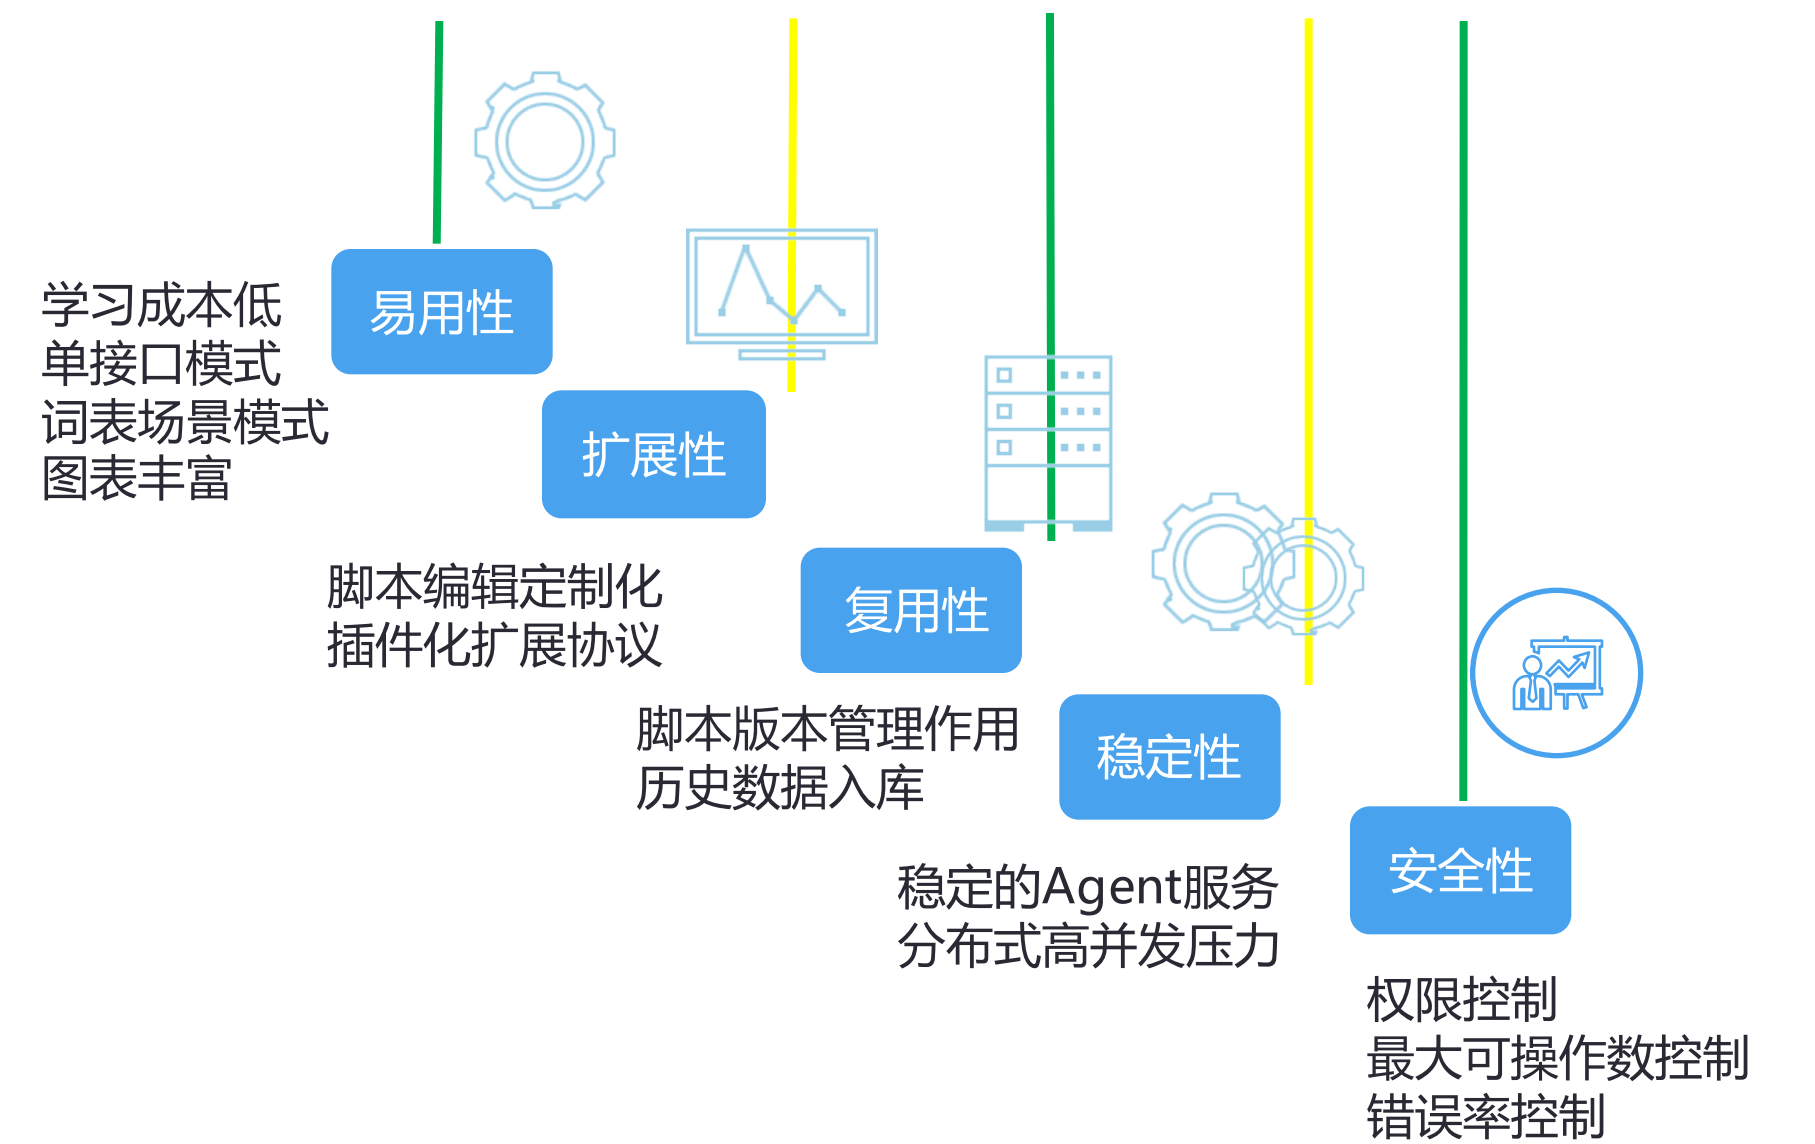 易用性
学习成本低
单接口模式
词表场景模式
图表丰富
扩展性
脚本编辑定制化
插件化扩展协议
复用性
脚本版本管理作用
历史数据入库
稳定性
稳定的Agent服务
分布式高并发压力
安全性
权限控制
最大可操作数控制
错误率控制